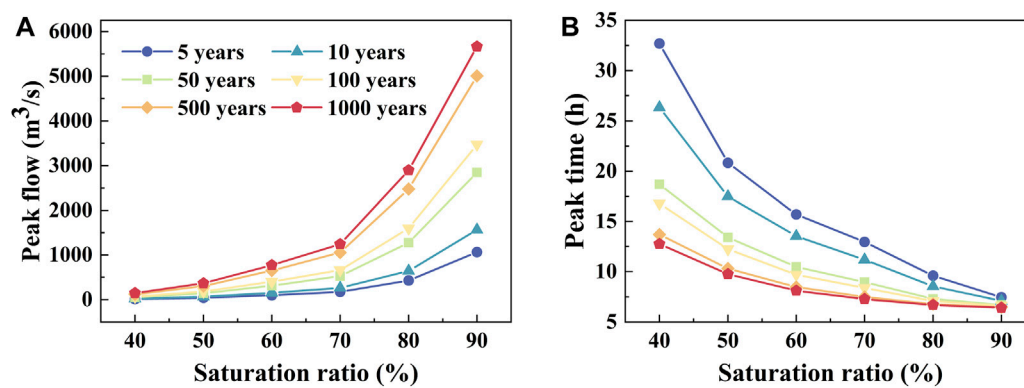 A
6000
5000
4000
3000
2000
1000
0
Peak flow (m³/s)
5 years
10 years
50 years
100 years
500 years
1000 years
40 50 60 70 80 90
Saturation ratio (%)
B
35
30
25
20
15
10
5
Peak time (h)
40 50 60 70 80 90
Saturation ratio (%)